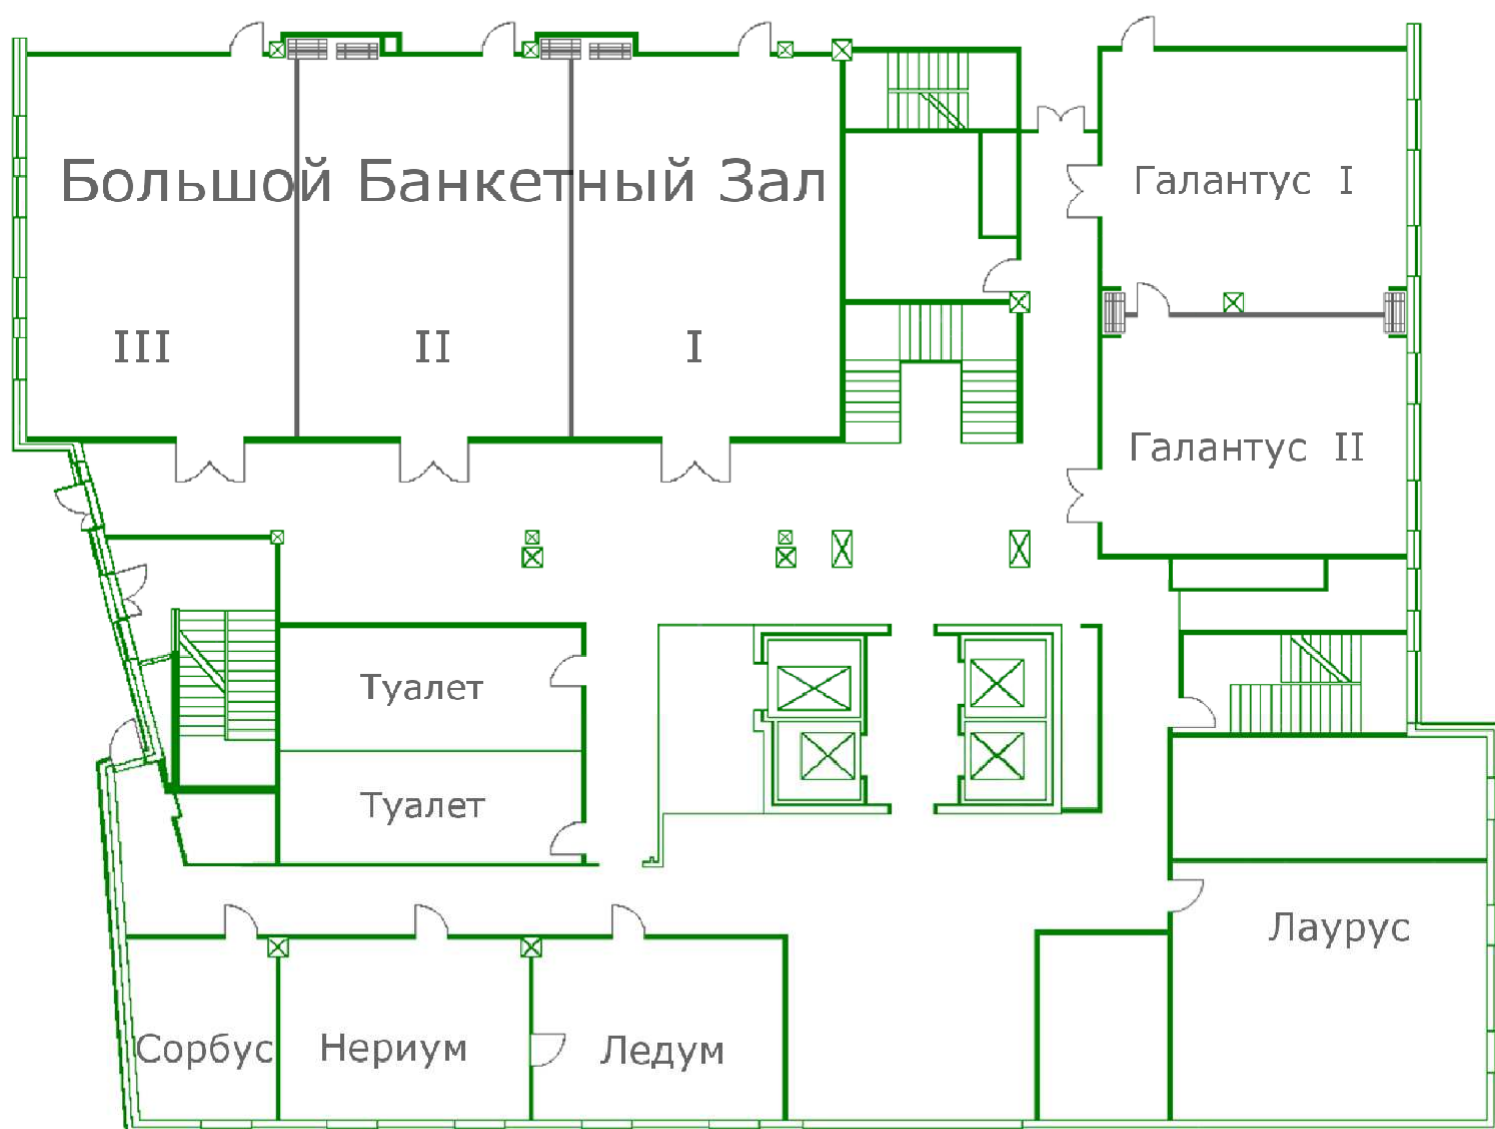 Большой Банкетный Зал
III
II
I
Галантус I
Галантус II
Туалет
Туалет
Лаурус
Сорбус
Нериум
Ледум